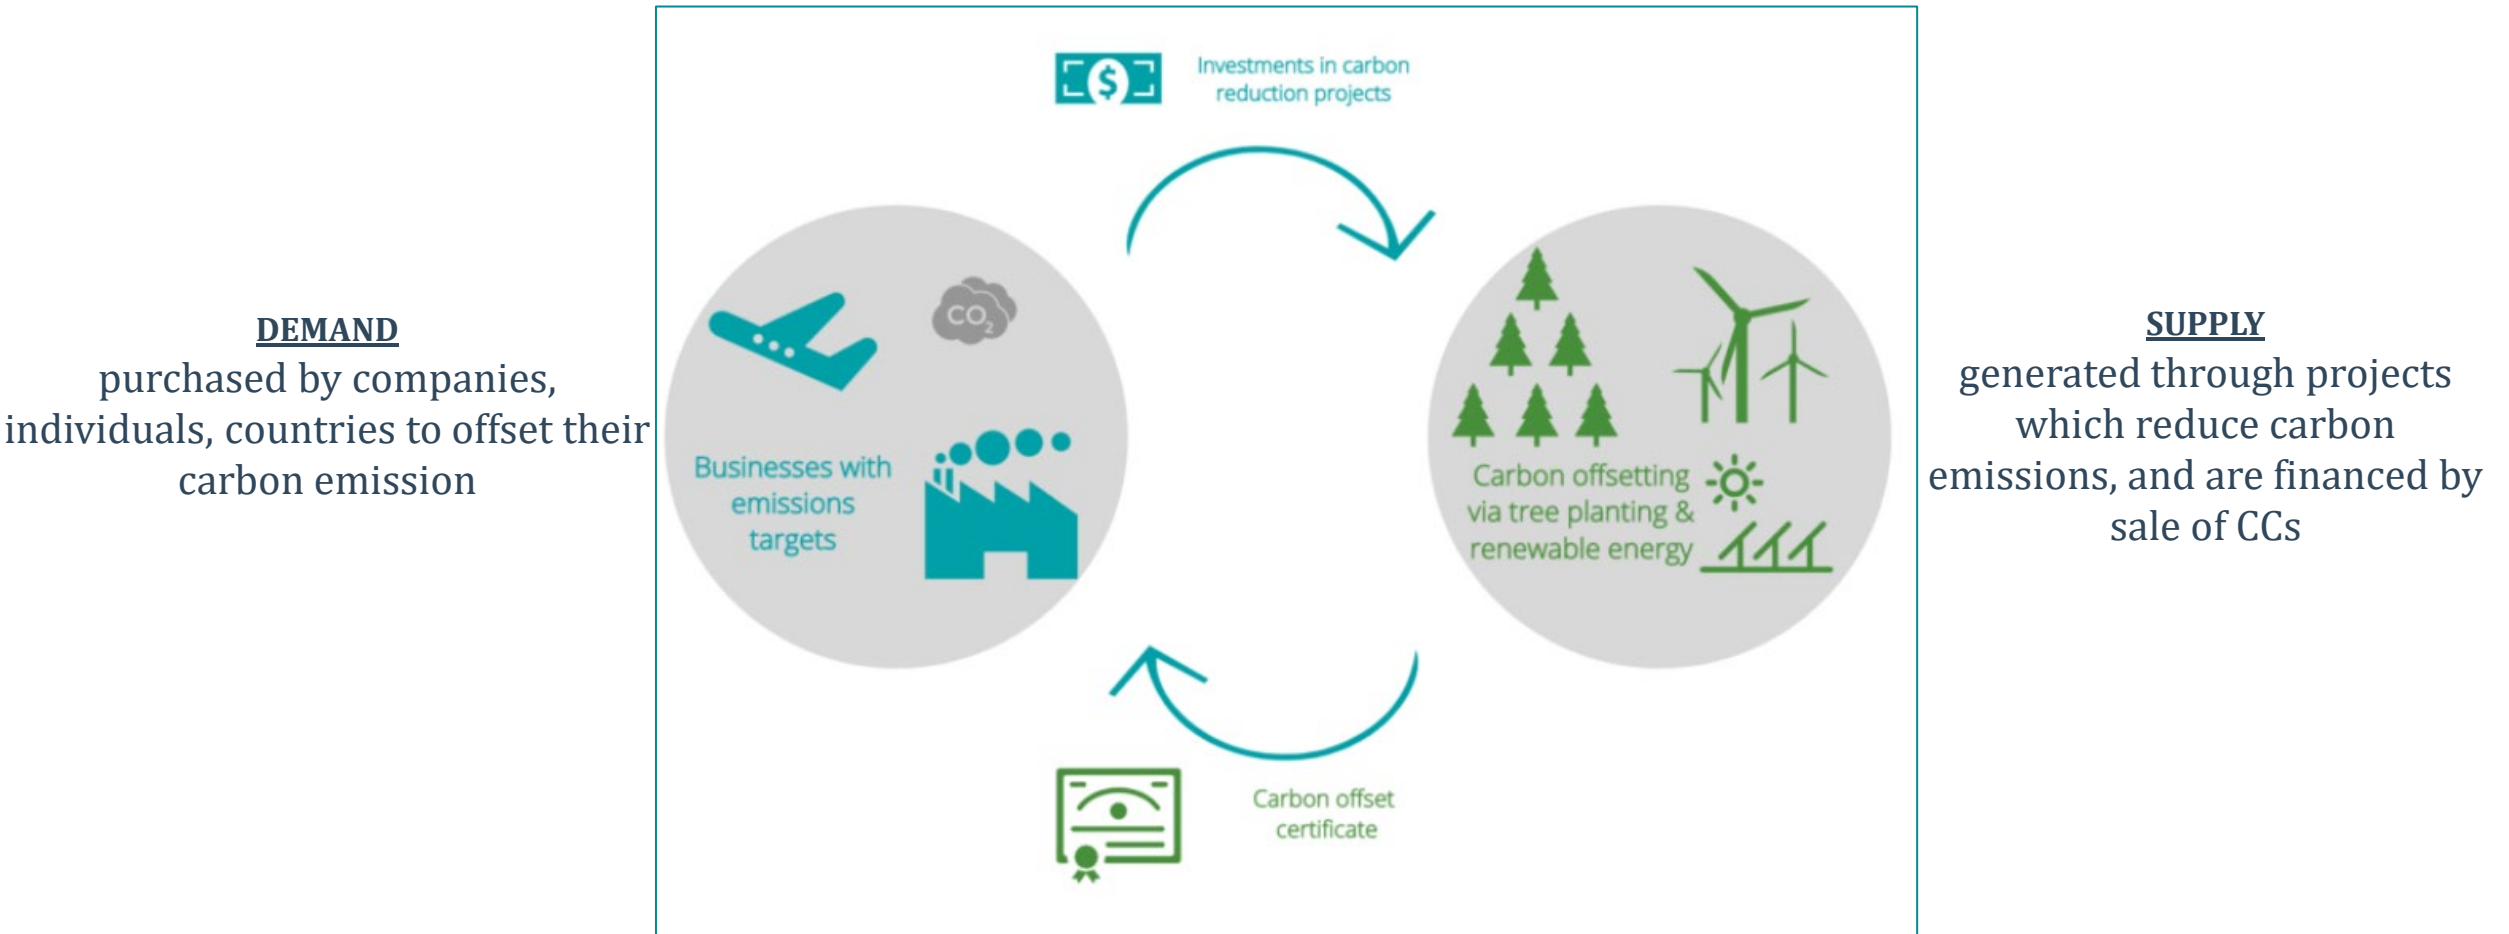 DEMAND
purchased by companies,
individuals, countries to offset their
carbon emission
Investments in carbon
reduction projects
$
CO2
Businesses with
emissions
targets
Carbon offsetting
via tree planting &
renewable energy
Carbon offset
certificate
SUPPLY
generated through projects
which reduce carbon
emissions, and are financed by
sale of CCs